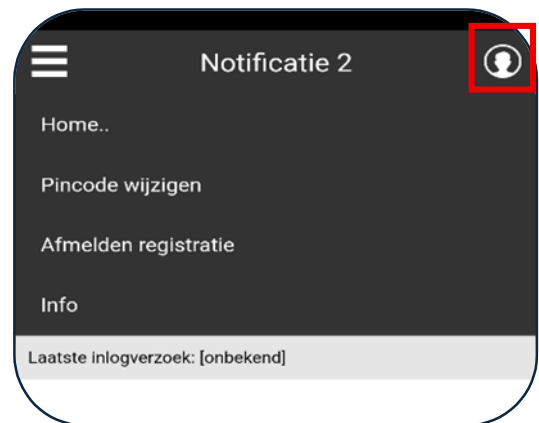 Notificatie 2
Home..
Pincode wijzigen
Afmelden registratie
Info
Laatste inlogverzoek: [onbekend]